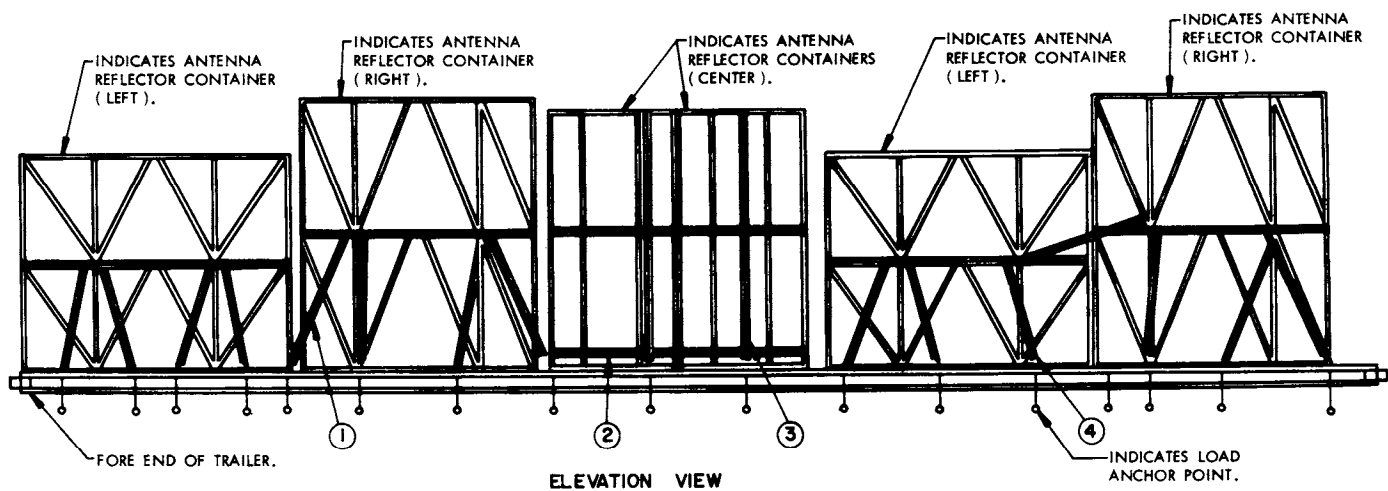 INDICATES ANTENNA
REFLECTOR CONTAINER
( LEFT ).
INDICATES ANTENNA
REFLECTOR CONTAINER
( RIGHT ).
INDICATES ANTENNA
REFLECTOR CONTAINERS
( CENTER ).
INDICATES ANTENNA
REFLECTOR CONTAINER
( LEFT ).
INDICATES ANTENNA
REFLECTOR CONTAINER
( RIGHT ).
1
2
3
4
FORE END OF TRAILER.
INDICATES LOAD
ANCHOR POINT.
ELEVATION VIEW